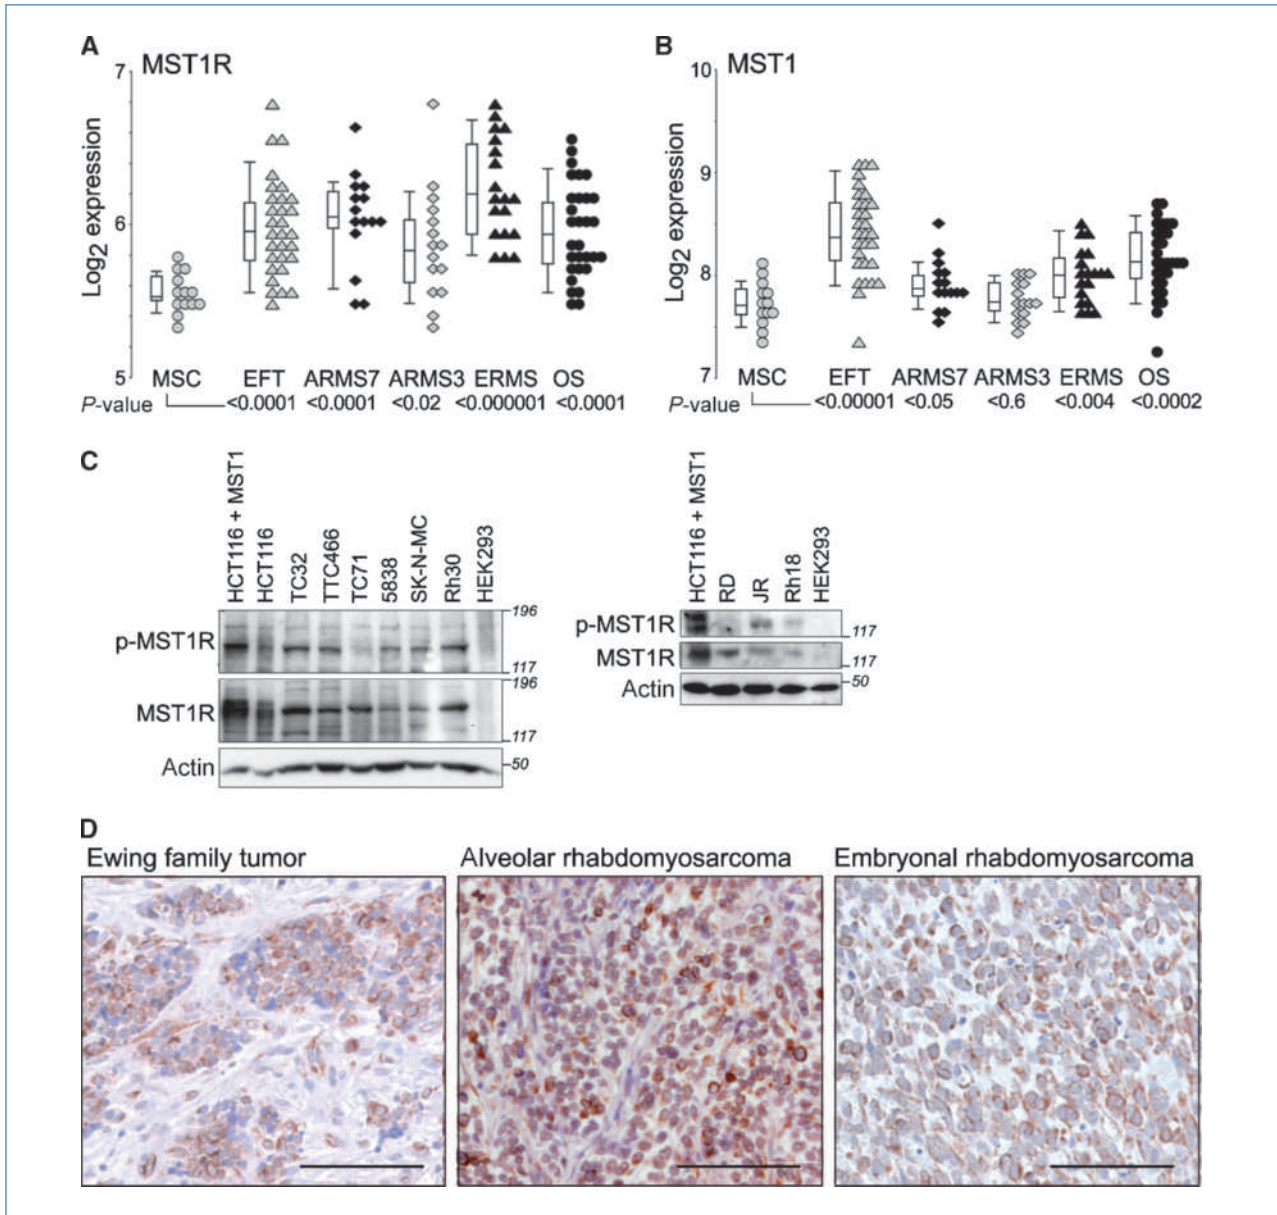 A
MST1R
7
6
5
Log2 expression
MSC EFT ARMS7 ARMS3 ERMS OS
P-value <0.0001 <0.0001 <0.02 <0.000001 <0.0001
B
MST1
10
9
8
7
Log2 expression
MSC EFT ARMS7 ARMS3 ERMS OS
P-value <0.00001 <0.05 <0.6 <0.004 <0.0002
C
HCT116 + MST1
HCT116
TC32
TTC466
TC71
5838
SK-N-MC
Rh30
HEK293
p-MST1R
196
117
MST1R
196
117
Actin
50
HCT116 + MST1
RD
JR
Rh18
HEK293
p-MST1R
117
MST1R
117
Actin
50
D
Ewing family tumor
Alveolar rhabdomyosarcoma
Embryonal rhabdomyosarcoma